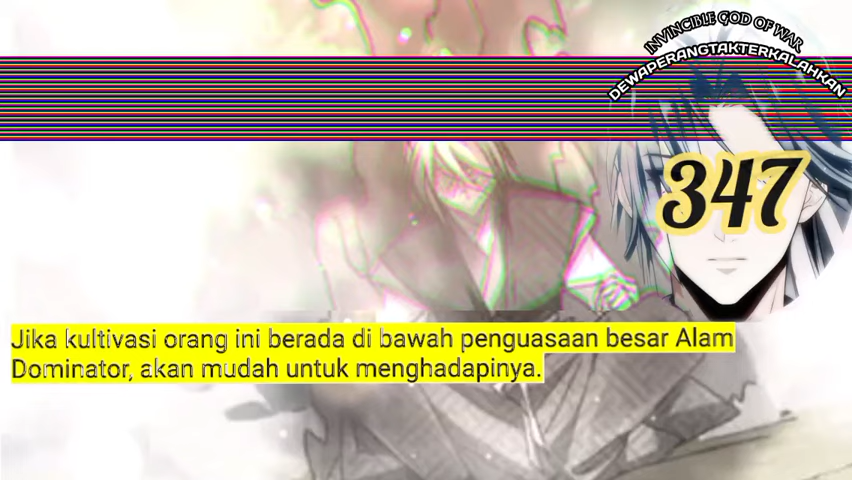 INVINCIBLE GOD OF WAR
DEWAPERANGTAKTERKALAHKAN
347
Jika kultivasi orang ini berada di bawah penguasaan besar Alam
Dominator, akan mudah untuk menghadapinya.